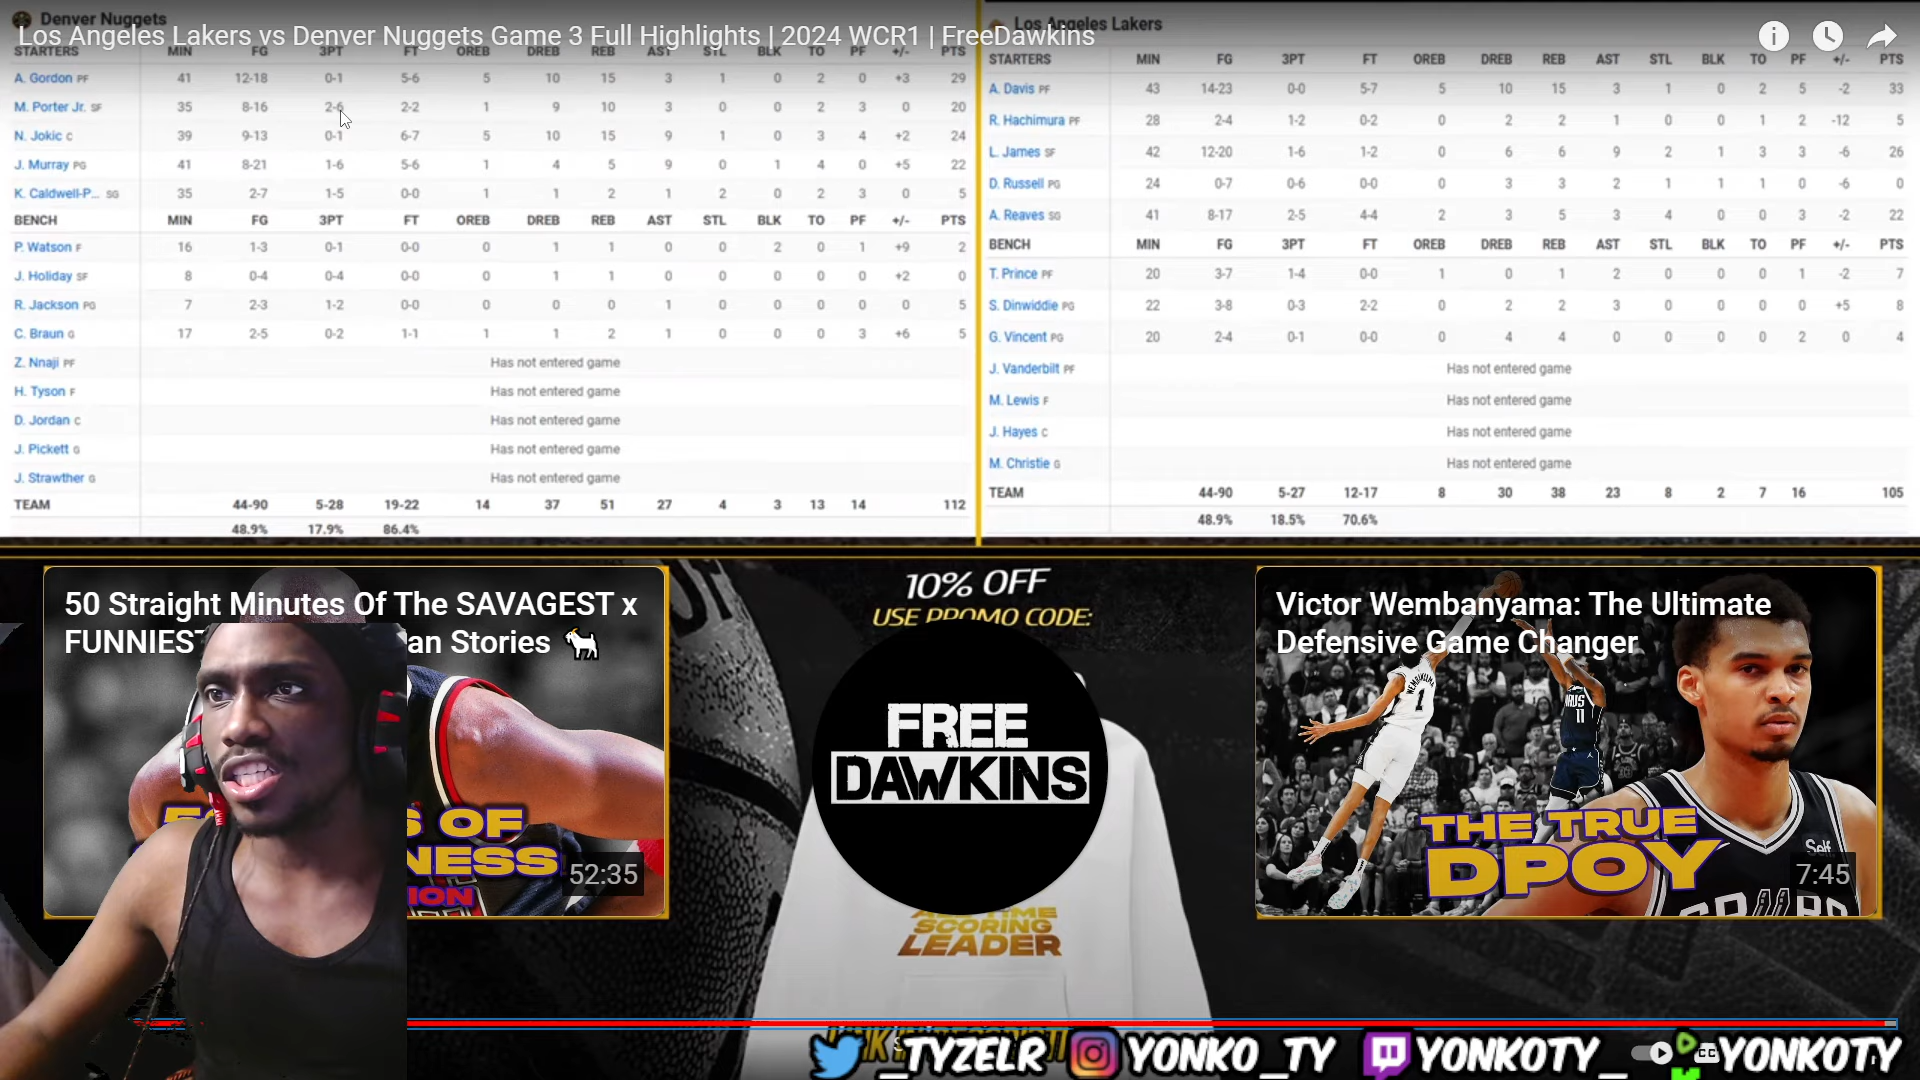 Denver Nuggets
Los Angeles Lakers vs Denver Nuggets Game 3 Full Highlights | 2024 WCR1 | FreeDawkins
STARTERS MIN FG 3PT FT OREB DREB REB AST STL BLK TO PF +/- PTS
A. Gordon PF 41 12-18 0-1 5-6 5 10 15 3 1 0 2 0 +3 29
M. Porter Jr. SF 35 8-16 2-6 2-2 1 9 10 3 0 0 2 3 0 20
N. Jokic C 39 9-13 0-1 6-7 5 10 15 9 1 0 3 4 +2 24
J. Murray PG 41 8-21 1-6 5-6 1 4 5 9 0 1 4 0 +5 22
K. Caldwell-P... SG 35 2-7 1-5 0-0 1 1 2 1 2 0 2 3 0 5
BENCH MIN FG 3PT FT OREB DREB REB AST STL BLK TO PF +/- PTS
P. Watson F 16 1-3 0-1 0-0 0 1 1 0 0 2 0 1 +9 2
J. Holiday SF 8 0-4 0-4 0-0 0 1 1 0 0 0 0 0 +2 0
R. Jackson PG 7 2-3 1-2 0-0 0 0 0 1 0 0 0 0 0 5
C. Braun G 17 2-5 0-2 1-1 1 1 2 1 0 0 0 3 +6 5
Z. Nnaji PF Has not entered game
H. Tyson F Has not entered game
D. Jordan C Has not entered game
J. Pickett G Has not entered game
J. Strawther G Has not entered game
TEAM 44-90 5-28 19-22 14 37 51 27 4 3 13 14 112
48.9% 17.9% 86.4%
Los Angeles Lakers
STARTERS MIN FG 3PT FT OREB DREB REB AST STL BLK TO PF +/- PTS
A. Davis PF 43 14-23 0-0 5-7 5 10 15 3 1 0 2 5 -2 33
R. Hachimura PF 28 2-4 1-2 0-2 0 2 2 1 0 0 1 2 -12 5
L. James SF 42 12-20 1-6 1-2 0 6 6 9 2 1 3 3 -6 26
D. Russell PG 24 0-7 0-6 0-0 0 3 3 2 1 1 1 0 -6 0
A. Reaves SG 41 8-17 2-5 4-4 2 3 5 3 4 0 0 3 -2 22
BENCH MIN FG 3PT FT OREB DREB REB AST STL BLK TO PF +/- PTS
T. Prince PF 20 3-7 1-4 0-0 1 0 1 2 0 0 0 1 -2 7
S. Dinwiddie PG 22 3-8 0-3 2-2 0 2 2 3 0 0 0 0 +5 8
G. Vincent PG 20 2-4 0-1 0-0 0 4 4 0 0 0 0 2 0 4
J. Vanderbilt PF Has not entered game
M. Lewis F Has not entered game
J. Hayes C Has not entered game
M. Christie G Has not entered game
TEAM 44-90 5-27 12-17 8 30 38 23 8 2 7 16 105
48.9% 18.5% 70.6%
50 Straight Minutes Of The SAVAGEST x
FUNNIEST an Stories
S OF
NESS
ION
52:35
10% OFF
USE PROMO CODE:
FREE
DAWKINS
ALL TIME
SCORING
LEADER
Victor Wembanyama: The Ultimate
Defensive Game Changer
WEMBANYAMA
1
11
THE TRUE
DPOY
Self
7:45
_TYZELR YONKO_TY YONKOTY_ CC YONKOTY